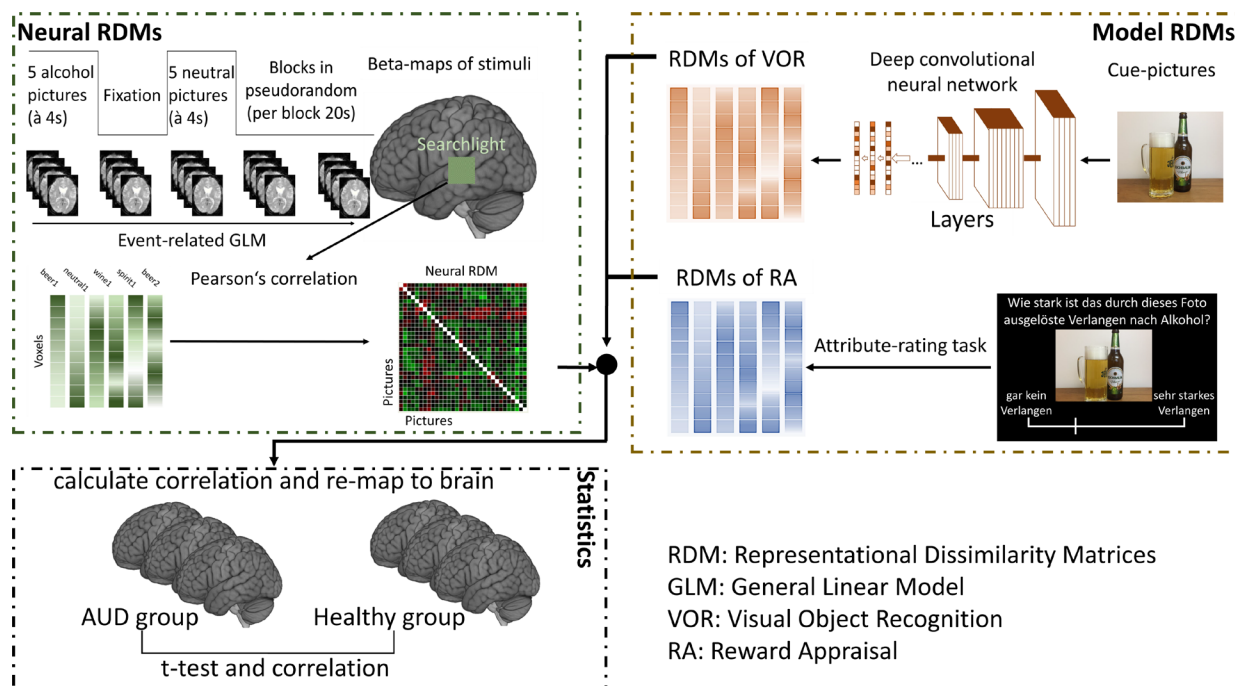 Neural RDMs
5 alcohol
pictures
(à 4s)
Fixation
5 neutral
pictures
(à 4s)
Blocks in
pseudorandom
(per block 20s)
Beta-maps of stimuli
Searchlight
Event-related GLM
Pearson‘s correlation
beer1
neutral1
wine1
spirit1
beer2
Voxels
Neural RDM
Pictures
Pictures
Model RDMs
RDMs of VOR
Deep convolutional
neural network
Cue-pictures
...
Layers
RDMs of RA
Attribute-rating task
Wie stark ist das durch dieses Foto
ausgelöste Verlangen nach Alkohol?
gar kein
Verlangen
sehr starkes
Verlangen
Statistics
calculate correlation and re-map to brain
AUD group
Healthy group
t-test and correlation
RDM: Representational Dissimilarity Matrices
GLM: General Linear Model
VOR: Visual Object Recognition
RA: Reward Appraisal